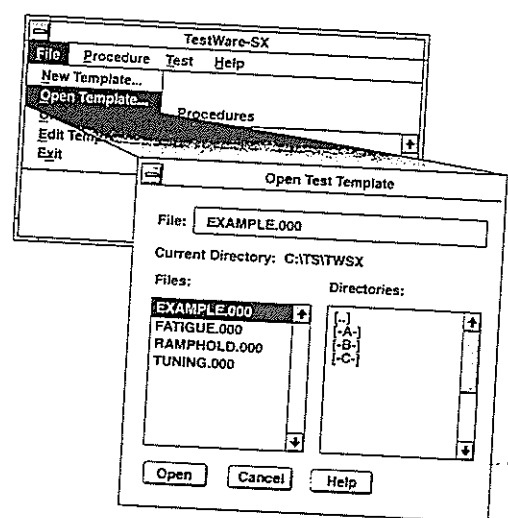 TestWare-SX
File Procedure Test Help
New Template...
Open Template...
Procedures
Edit
Exit
Open Test Template
File: EXAMPLE.000
Current Directory: C:\TS\TWSX
Files:
Directories:
EXAMPLE.000
FATIGUE.000
RAMPHOLD.000
TUNING.000
[..]
[-A-]
[-B-]
[-C-]
Open Cancel Help